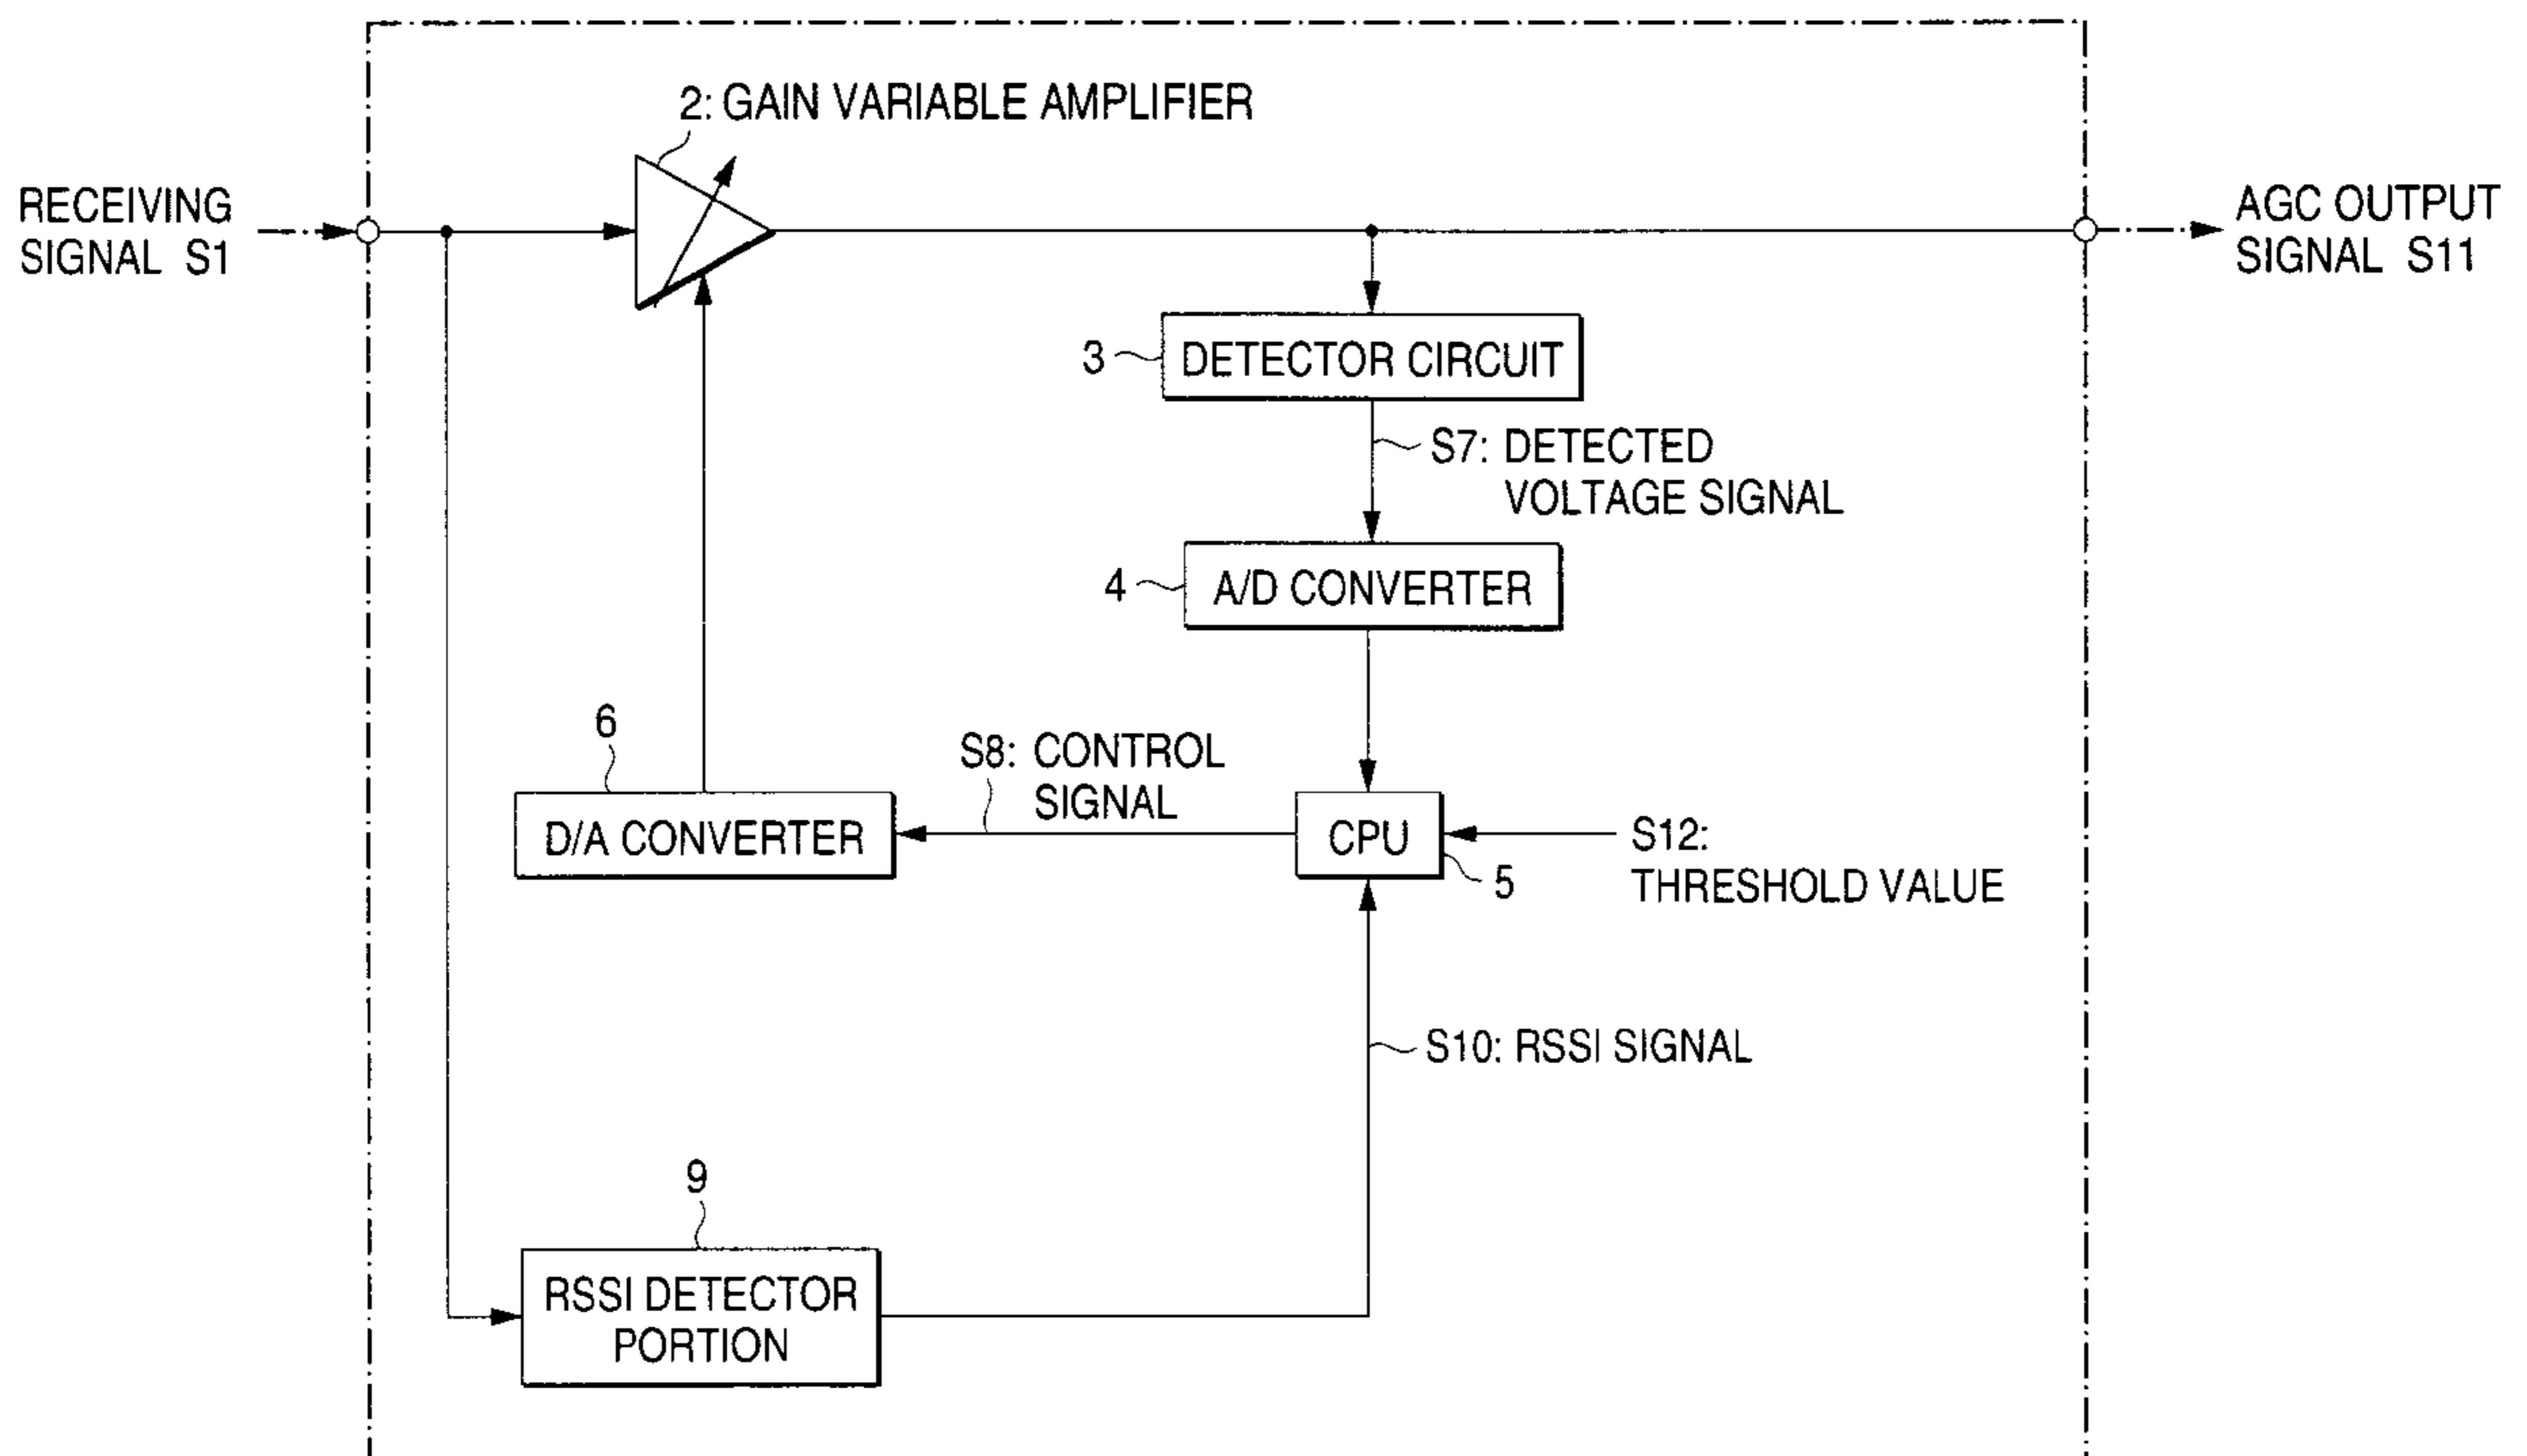 2: GAIN VARIABLE AMPLIFIER
RECEIVING
SIGNAL S1
AGC OUTPUT
SIGNAL S11
3
DETECTOR CIRCUIT
S7: DETECTED
VOLTAGE SIGNAL
4
A/D CONVERTER
6
S8: CONTROL
SIGNAL
D/A CONVERTER
CPU
5
S12:
THRESHOLD VALUE
S10: RSSI SIGNAL
9
RSSI DETECTOR
PORTION